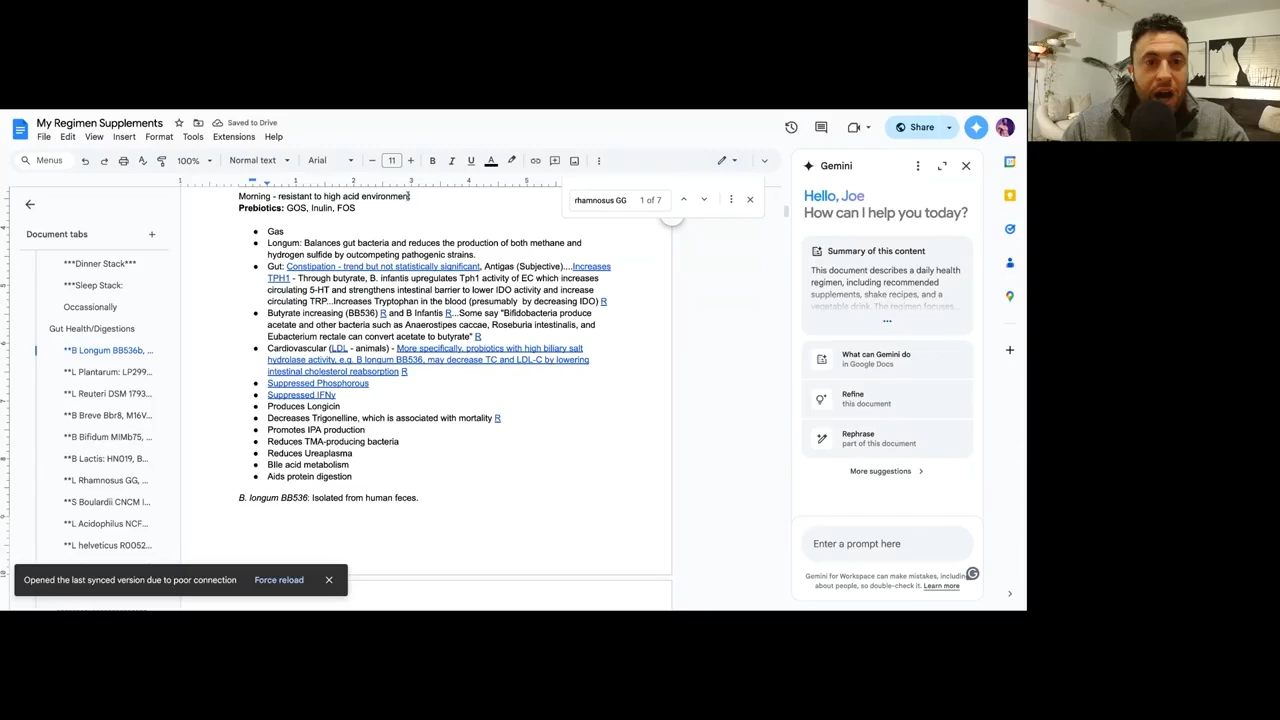 My Regimen Supplements
Saved to Drive
File Edit View Insert Format Tools Extensions Help
Share
Menus
100%
Normal text
Arial
11
B I U A
1 1 2 3 4 5
Morning - resistant to high acid environment
Prebiotics: GOS, Inulin, FOS
rhamnosus GG 1 of 7
Document tabs
***Dinner Stack***
***Sleep Stack:
Occassionally
Gut Health/Digestions
**B Longum BB536b, ...
**L Plantarum: LP299...
**L Reuteri DSM 1793...
**B Breve Bbr8, M16V...
**B Bifidum MIMb75, ...
**B Lactis: HN019, B...
**L Rhamnosus GG, ...
**S Boulardii CNCM I...
**L Acidophilus NCF...
**L helveticus R0052...
● Gas
● Longum: Balances gut bacteria and reduces the production of both methane and
hydrogen sulfide by outcompeting pathogenic strains.
● Gut: Constipation - trend but not statistically significant, Antigas (Subjective)....Increases
TPH1 - Through butyrate, B. infantis upregulates Tph1 activity of EC which increases
circulating 5-HT and strengthens intestinal barrier to lower IDO activity and increase
circulating TRP...Increases Tryptophan in the blood (presumably by decreasing IDO) R
● Butyrate increasing (BB536) R and B Infantis R...Some say "Bifidobacteria produce
acetate and other bacteria such as Anaerostipes caccae, Roseburia intestinalis, and
Eubacterium rectale can convert acetate to butyrate" R
● Cardiovascular (LDL - animals) - More specifically, probiotics with high biliary salt
hydrolase activity, e.g. B longum BB536, may decrease TC and LDL-C by lowering
intestinal cholesterol reabsorption R
● Suppressed Phosphorous
● Suppressed IFNy
● Produces Longicin
● Decreases Trigonelline, which is associated with mortality R
● Promotes IPA production
● Reduces TMA-producing bacteria
● Reduces Ureaplasma
● BIle acid metabolism
● Aids protein digestion
B. longum BB536: Isolated from human feces.
Opened the last synced version due to poor connection Force reload
Gemini
Hello, Joe
How can I help you today?
Summary of this content
This document describes a daily health
regimen, including recommended
supplements, shake recipes, and a
vegetable drink. The regimen focuses
...
What can Gemini do
in Google Docs
Refine
this document
Rephrase
part of this document
More suggestions
Enter a prompt here
Gemini for Workspace can make mistakes, includin
about people, so double-check it. Learn more